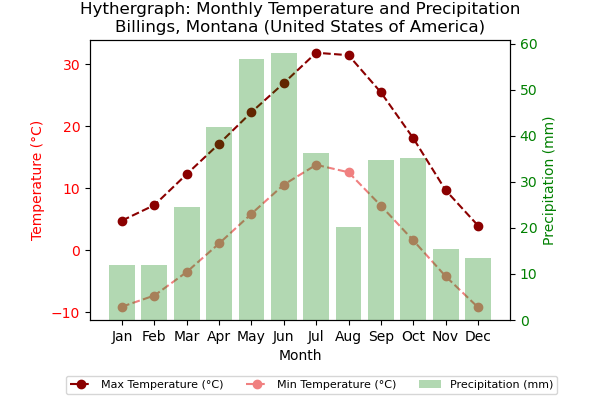 Hythergraph: Monthly Temperature and Precipitation
Billings, Montana (United States of America)
Temperature (°C)
30
20
10
0
−10
60
50
40
30
20
10
0
Precipitation (mm)
Jan Feb Mar Apr May Jun Jul Aug Sep Oct Nov Dec
Month
Max Temperature (°C) Min Temperature (°C) Precipitation (mm)